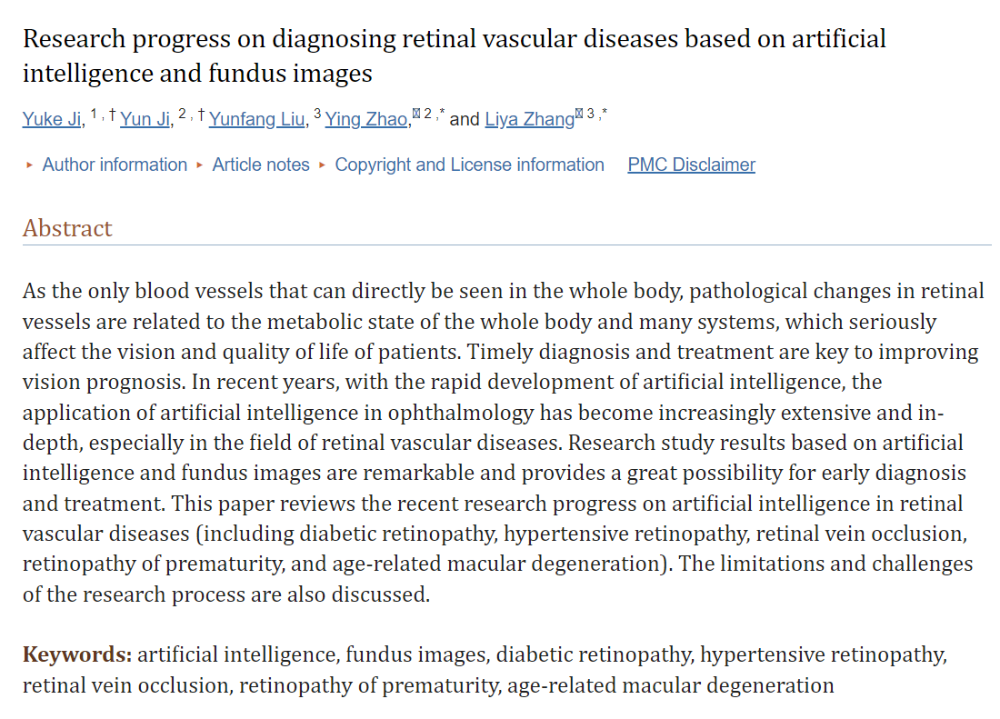 Research progress on diagnosing retinal vascular diseases based on artificial
intelligence and fundus images
Yuke Ji, 1 , † Yun Ji, 2 , † Yunfang Liu, 3 Ying Zhao, 2 ,* and Liya Zhang 3 ,*
▸ Author information ▸ Article notes ▸ Copyright and License information PMC Disclaimer
Abstract
As the only blood vessels that can directly be seen in the whole body, pathological changes in retinal
vessels are related to the metabolic state of the whole body and many systems, which seriously
affect the vision and quality of life of patients. Timely diagnosis and treatment are key to improving
vision prognosis. In recent years, with the rapid development of artificial intelligence, the
application of artificial intelligence in ophthalmology has become increasingly extensive and in-
depth, especially in the field of retinal vascular diseases. Research study results based on artificial
intelligence and fundus images are remarkable and provides a great possibility for early diagnosis
and treatment. This paper reviews the recent research progress on artificial intelligence in retinal
vascular diseases (including diabetic retinopathy, hypertensive retinopathy, retinal vein occlusion,
retinopathy of prematurity, and age-related macular degeneration). The limitations and challenges
of the research process are also discussed.
Keywords: artificial intelligence, fundus images, diabetic retinopathy, hypertensive retinopathy,
retinal vein occlusion, retinopathy of prematurity, age-related macular degeneration